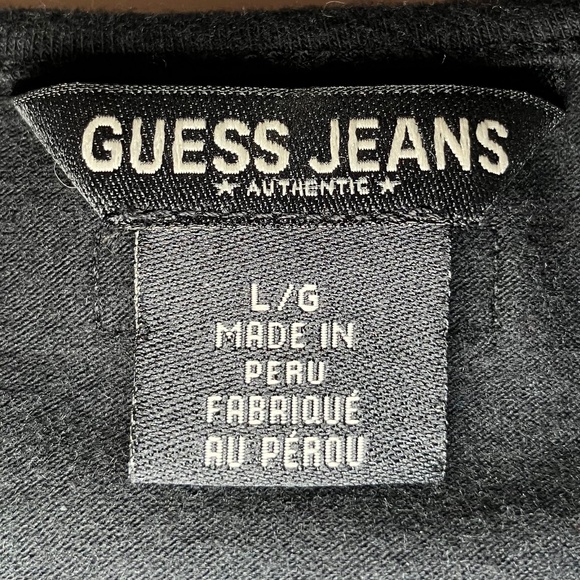 GUESS JEANS
★ AUTHENTIC ★
L/G
MADE IN
PERU
FABRIQUÉ
AU PÉROU